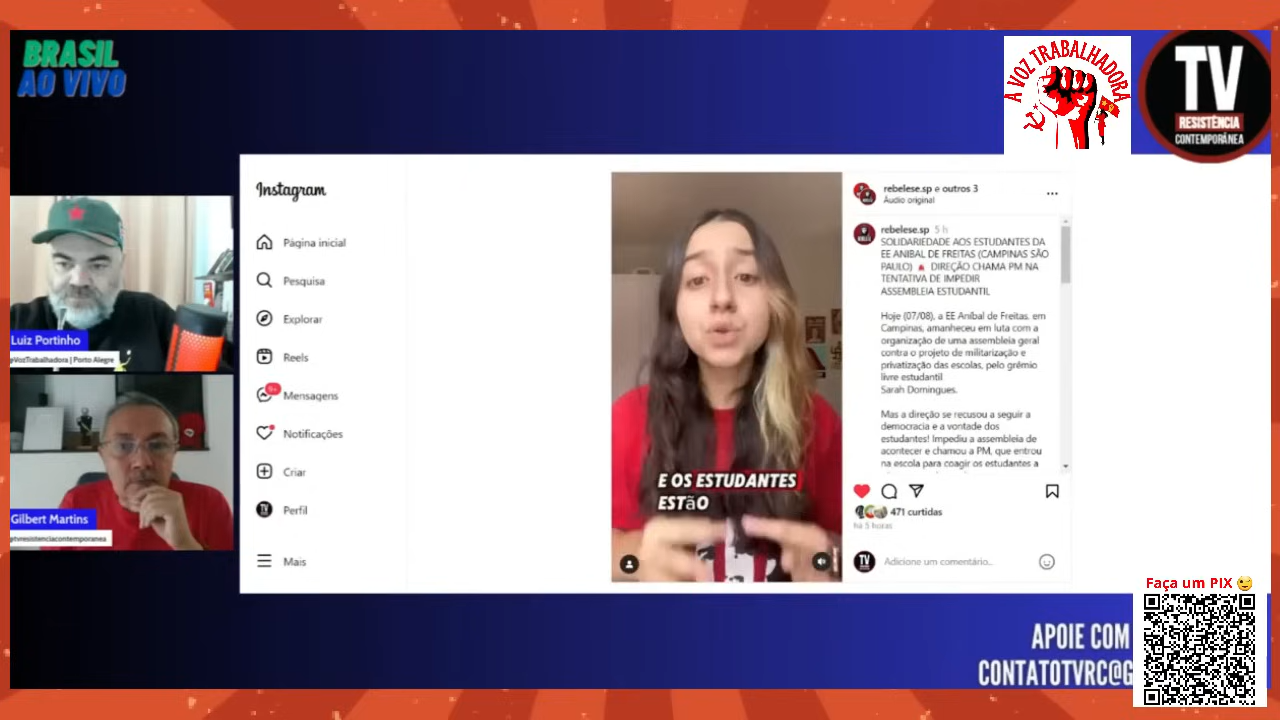 BRASIL
AO VIVO
A VOZ TRABALHADORA
TV
RESISTÊNCIA
CONTEMPORÂNEA
Luiz Portinho
@VozTrabalhadora | Porto Alegre
Gilbert Martins
@tvresistenciacontemporanea
Instagram
Página inicial
Pesquisa
Explorar
Reels
9+
Mensagens
Notificações
Criar
Perfil
Mais
E OS ESTUDANTES
ESTãO
rebelese.sp e outros 3
Áudio original
rebelese.sp 5 h
SOLIDARIEDADE AOS ESTUDANTES DA
EE ANIBAL DE FREITAS (CAMPINAS SÃO
PAULO) 🚨 DIREÇÃO CHAMA PM NA
TENTATIVA DE IMPEDIR
ASSEMBLEIA ESTUDANTIL
Hoje (07/08), a EE Aníbal de Freitas. em
Campinas, amanheceu em luta com a
organização de uma assembleia geral
contra o projeto de militarização e
privatização das escolas, pelo grêmio
livre estudantil
Sarah Domingues.
Mas a direção se recusou a seguir a
democracia e a vontade dos
estudantes! Impediu a assembleia de
acontecer e chamou a PM, que entrou
na escola para coagir os estudantes a
471 curtidas
há 5 horas
TV
Adicione um comentário...
Faça um PIX 😉
APOIE COM
CONTATOTVRC@G